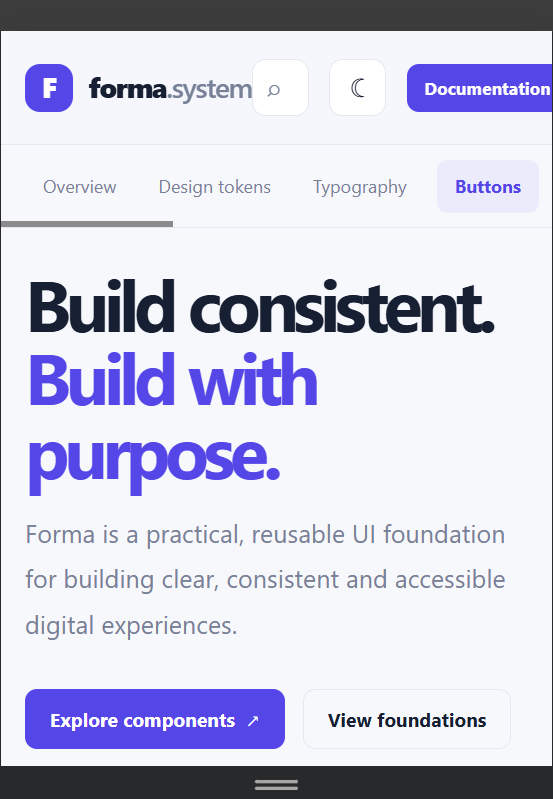 F forma.system Documentation
Overview Design tokens Typography Buttons
Build consistent.
Build with
purpose.
Forma is a practical, reusable UI foundation
for building clear, consistent and accessible
digital experiences.
Explore components ↗ View foundations